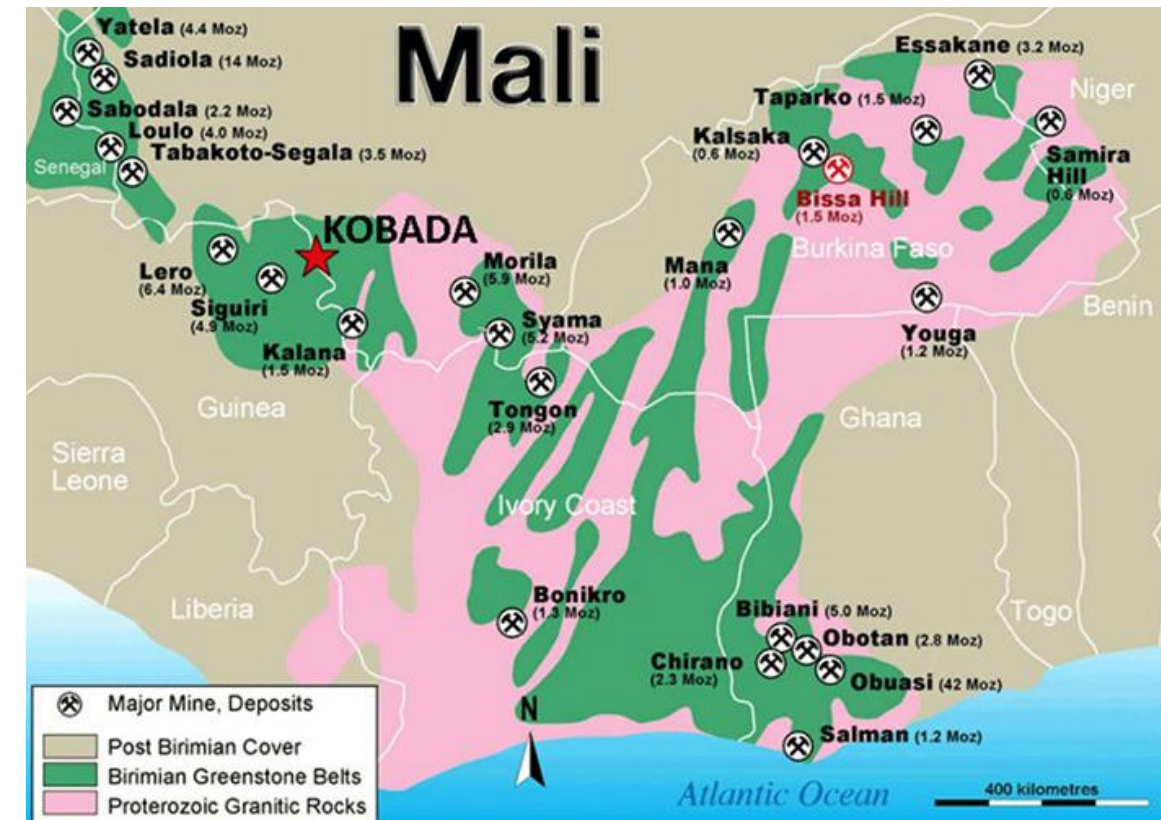 Mali
Yatela (4.4 Moz)
Sadiola (14 Moz)
Sabodala (2.2 Moz)
Loulo (4.0 Moz)
Tabakoto-Segala (3.5 Moz)
Senegal
Essakane (3.2 Moz)
Niger
Taparko (1.5 Moz)
Kalsaka
(0.6 Moz)
Samira
Hill
(0.6 Moz)
Bissa Hill
(1.5 Moz)
Burkina Faso
KOBADA
Lero
(6.4 Moz)
Siguiri
(4.9 Moz)
Kalana
(1.5 Moz)
Morila
(5.9 Moz)
Syama
(5.2 Moz)
Mana
(1.0 Moz)
Benin
Youga
(1.2 Moz)
Tongon
(2.9 Moz)
Guinea
Ghana
Sierra
Leone
Ivory Coast
Liberia
Bonikro
(1.3 Moz)
Bibiani (5.0 Moz)
Obotan (2.8 Moz)
Togo
Chirano
(2.3 Moz)
Obuasi (42 Moz)
Salman (1.2 Moz)
N
Major Mine, Deposits
Post Birimian Cover
Birimian Greenstone Belts
Proterozoic Granitic Rocks
Atlantic Ocean
400 kilometres